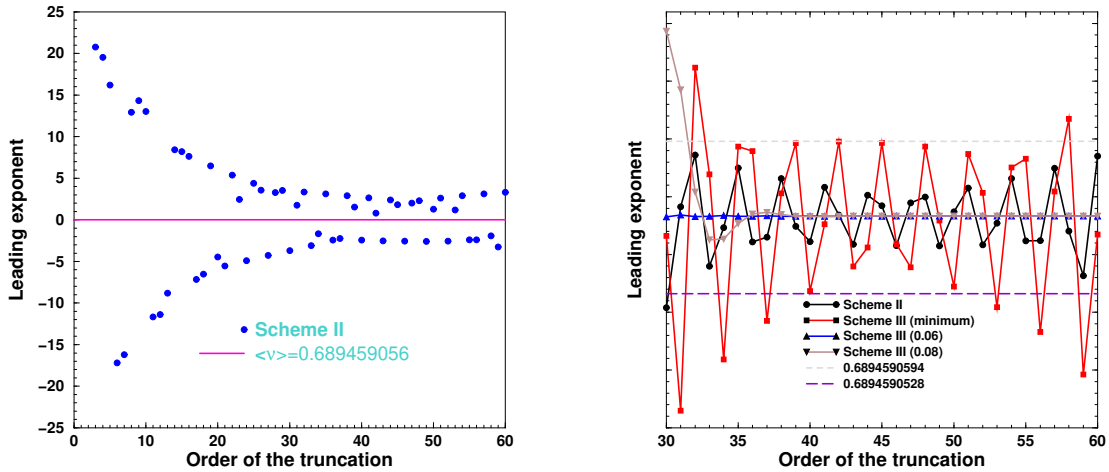 25
20
15
10
5
0
−5
−10
−15
−20
−25
Leading exponent
Scheme II
<ν>=0.689459056
0
10
20
30
40
50
60
Order of the truncation
Leading exponent
Scheme II
Scheme III (minimum)
Scheme III (0.06)
Scheme III (0.08)
0.6894590594
0.6894590528
30
35
40
45
50
55
60
Order of the truncation